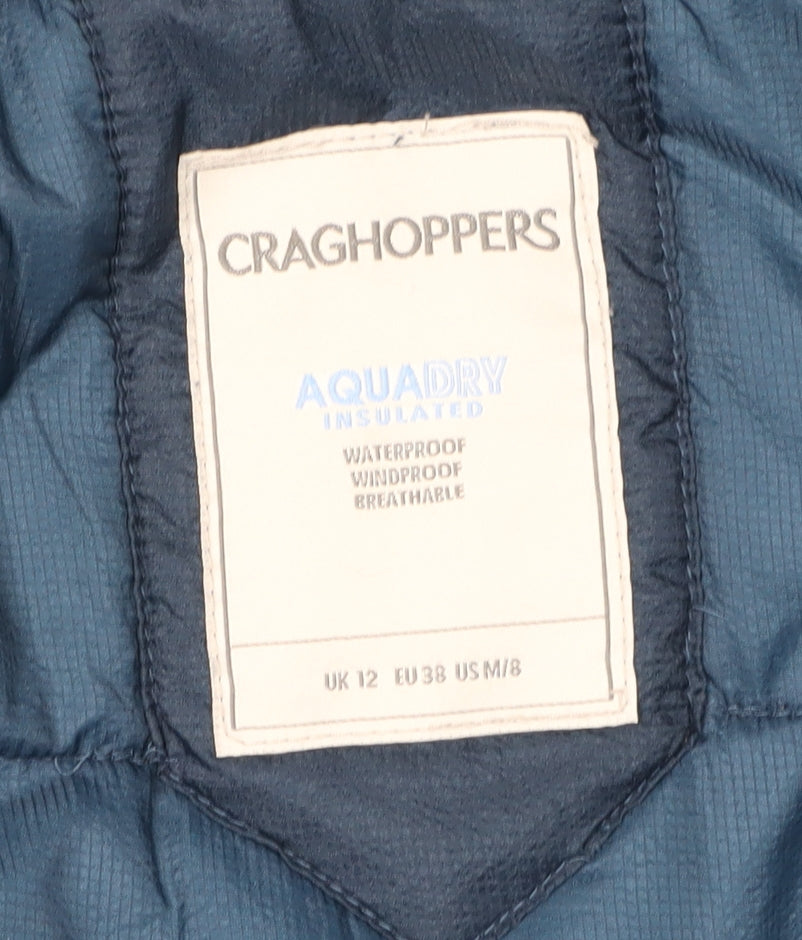 CRAGHOPPERS
AQUADRY
INSULATED
WATERPROOF
WINDPROOF
BREATHABLE
UK 12 EU 38 US M/8